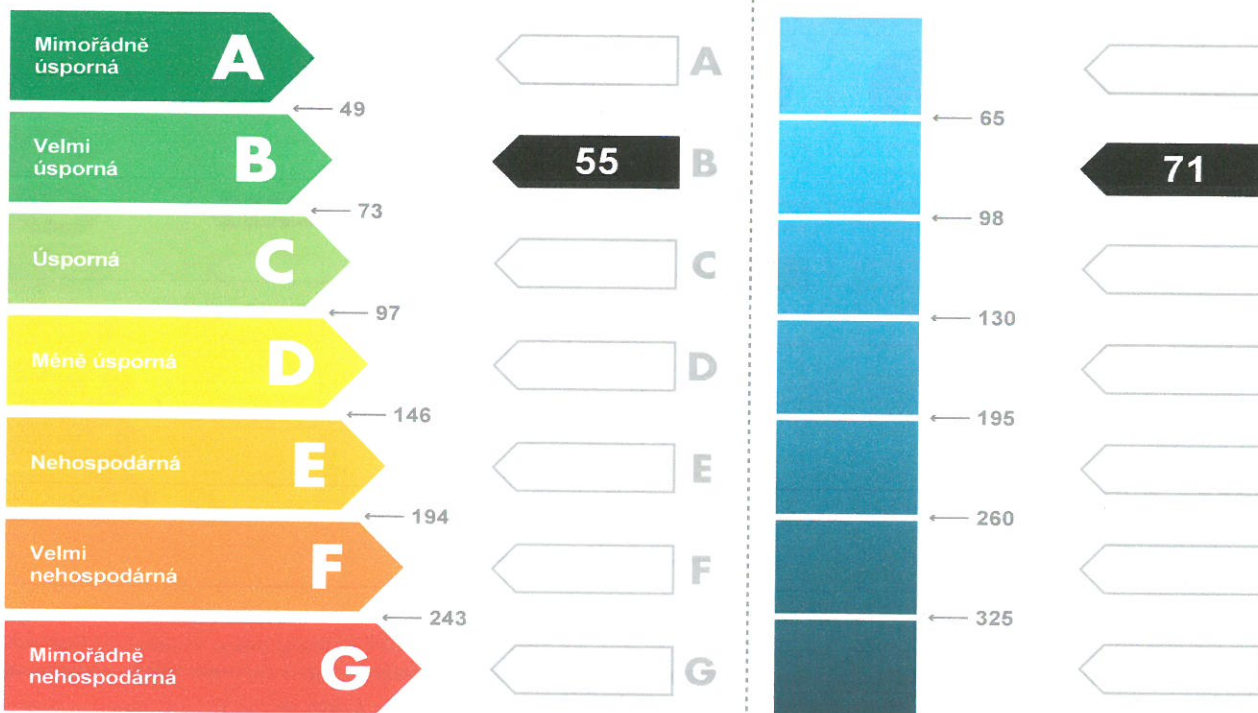 Mimořádně
úsporná
A
A
49
65
Velmi
úsporná
B
55
B
71
73
98
Úsporná
C
C
97
130
Méně úsporná
D
D
146
195
Nehospodárná
E
E
194
260
Velmi
nehospodárná
F
F
243
325
Mimořádně
nehospodárná
G
G